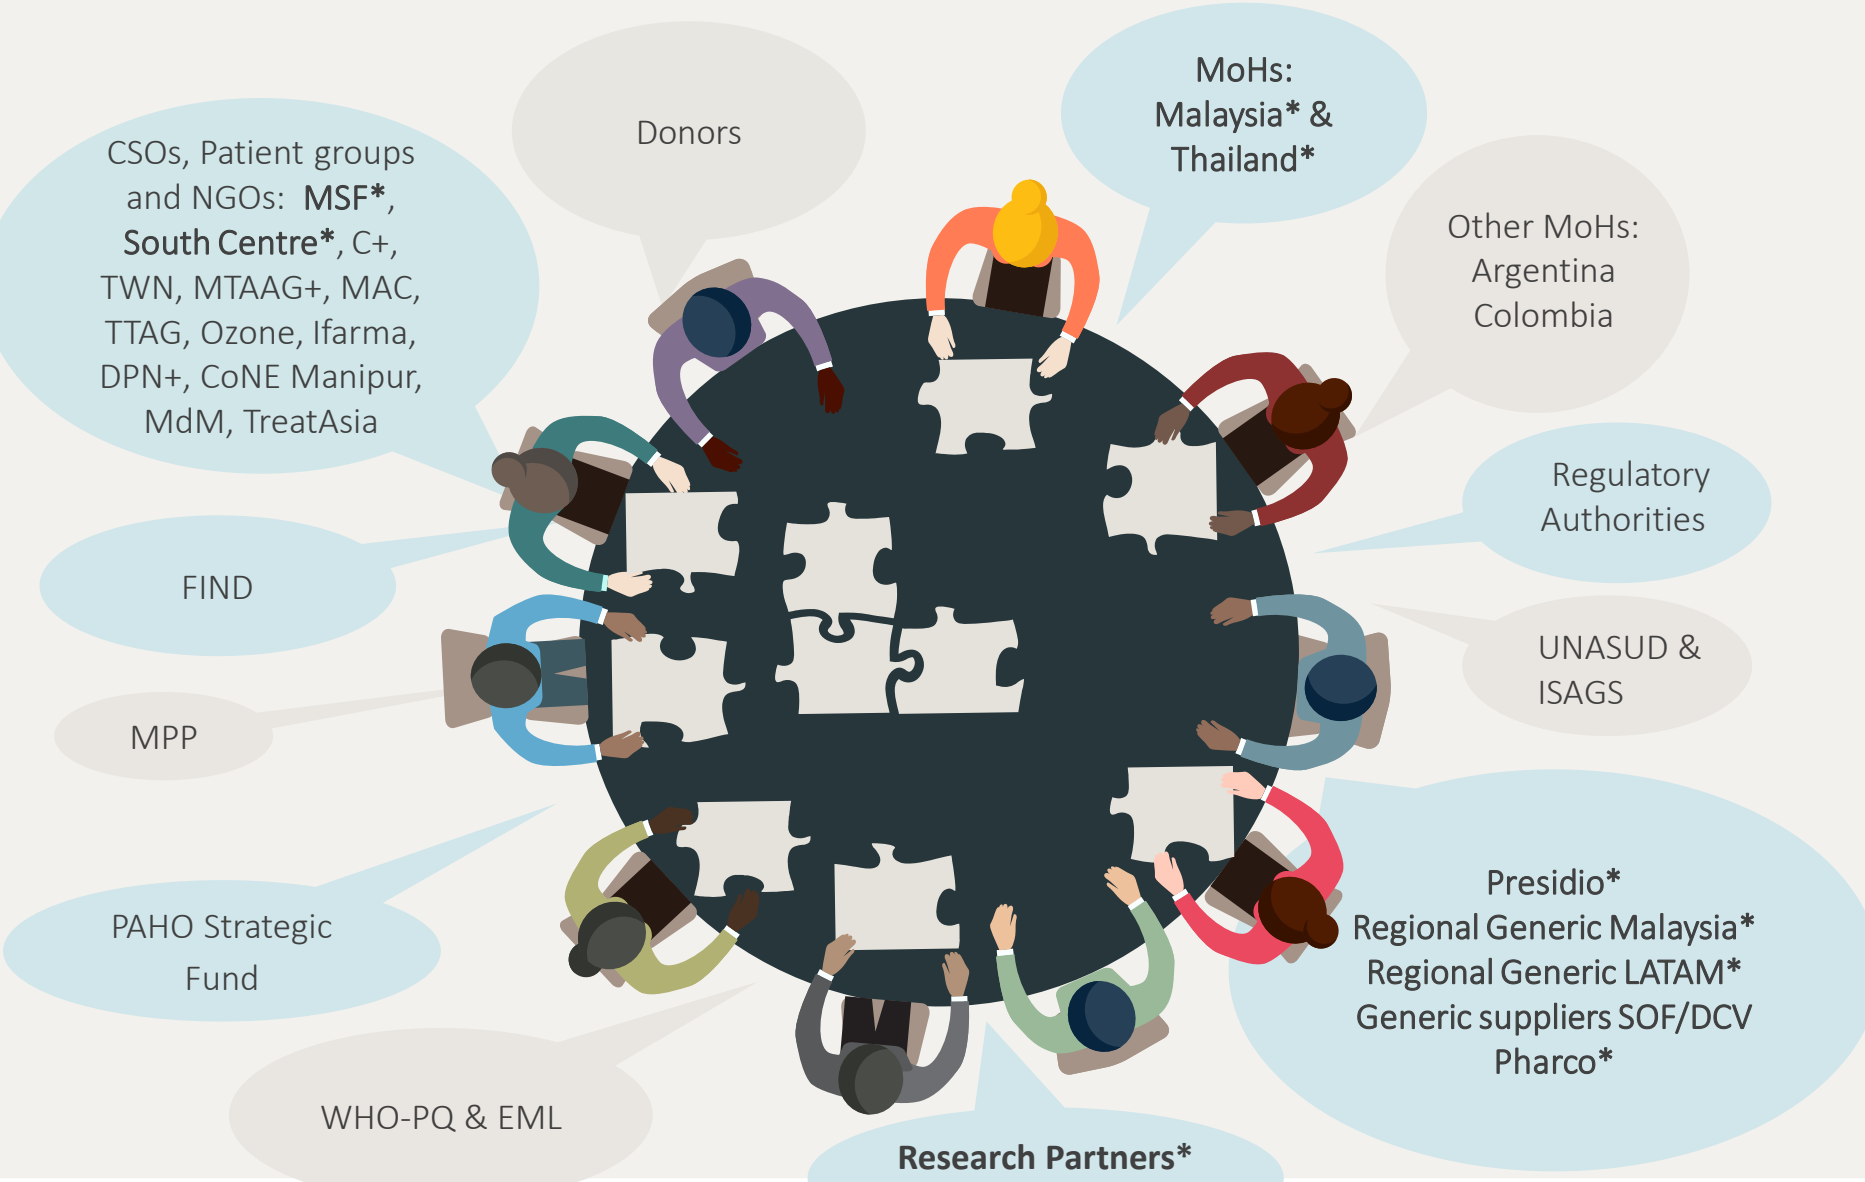 Donors
MoHs:
Malaysia* &
Thailand*
CSOs, Patient groups
and NGOs: MSF*,
South Centre*, C+,
TWN, MTAAG+, MAC,
TTAG, Ozone, Ifarma,
DPN+, CoNE Manipur,
MdM, TreatAsia
Other MoHs:
Argentina
Colombia
Regulatory
Authorities
FIND
UNASUD &
ISAGS
MPP
Presidio*
Regional Generic Malaysia*
Regional Generic LATAM*
Generic suppliers SOF/DCV
Pharco*
PAHO Strategic
Fund
WHO-PQ & EML
Research Partners*